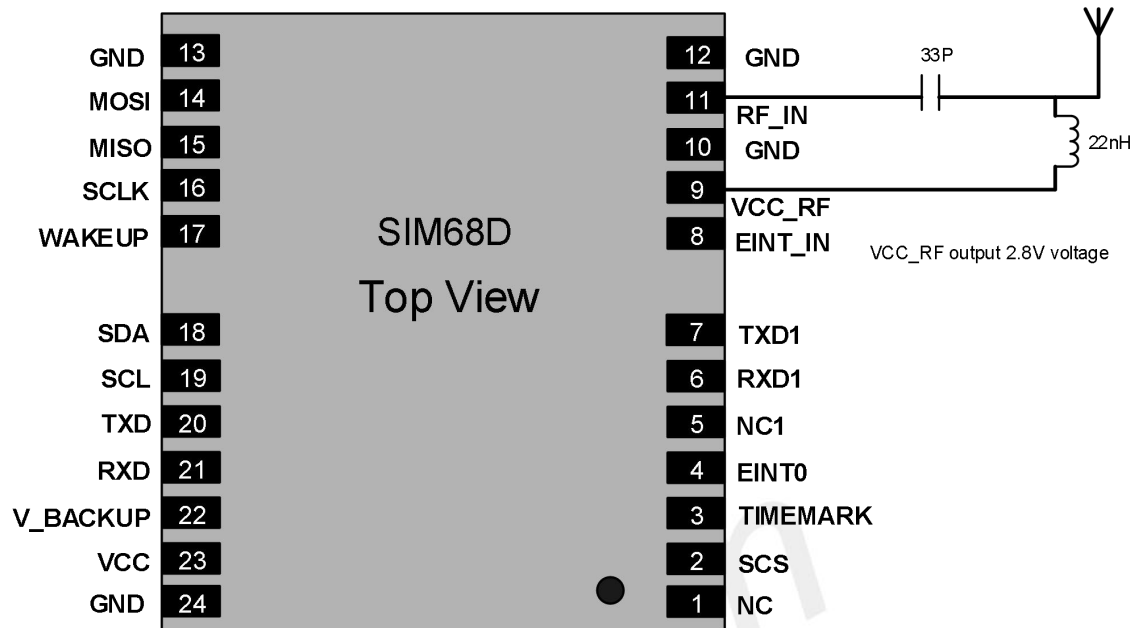 GND 13 12 GND 33P
MOSI 14 11 RF_IN
MISO 15 10 GND 22nH
SCLK 16 9 VCC_RF
WAKEUP 17 SIM68D 8 EINT_IN
VCC_RF output 2.8V voltage
Top View
SDA 18 7 TXD1
SCL 19 6 RXD1
TXD 20 5 NC1
RXD 21 4 EINT0
V_BACKUP 22 3 TIMEMARK
VCC 23 2 SCS
GND 24 1 NC